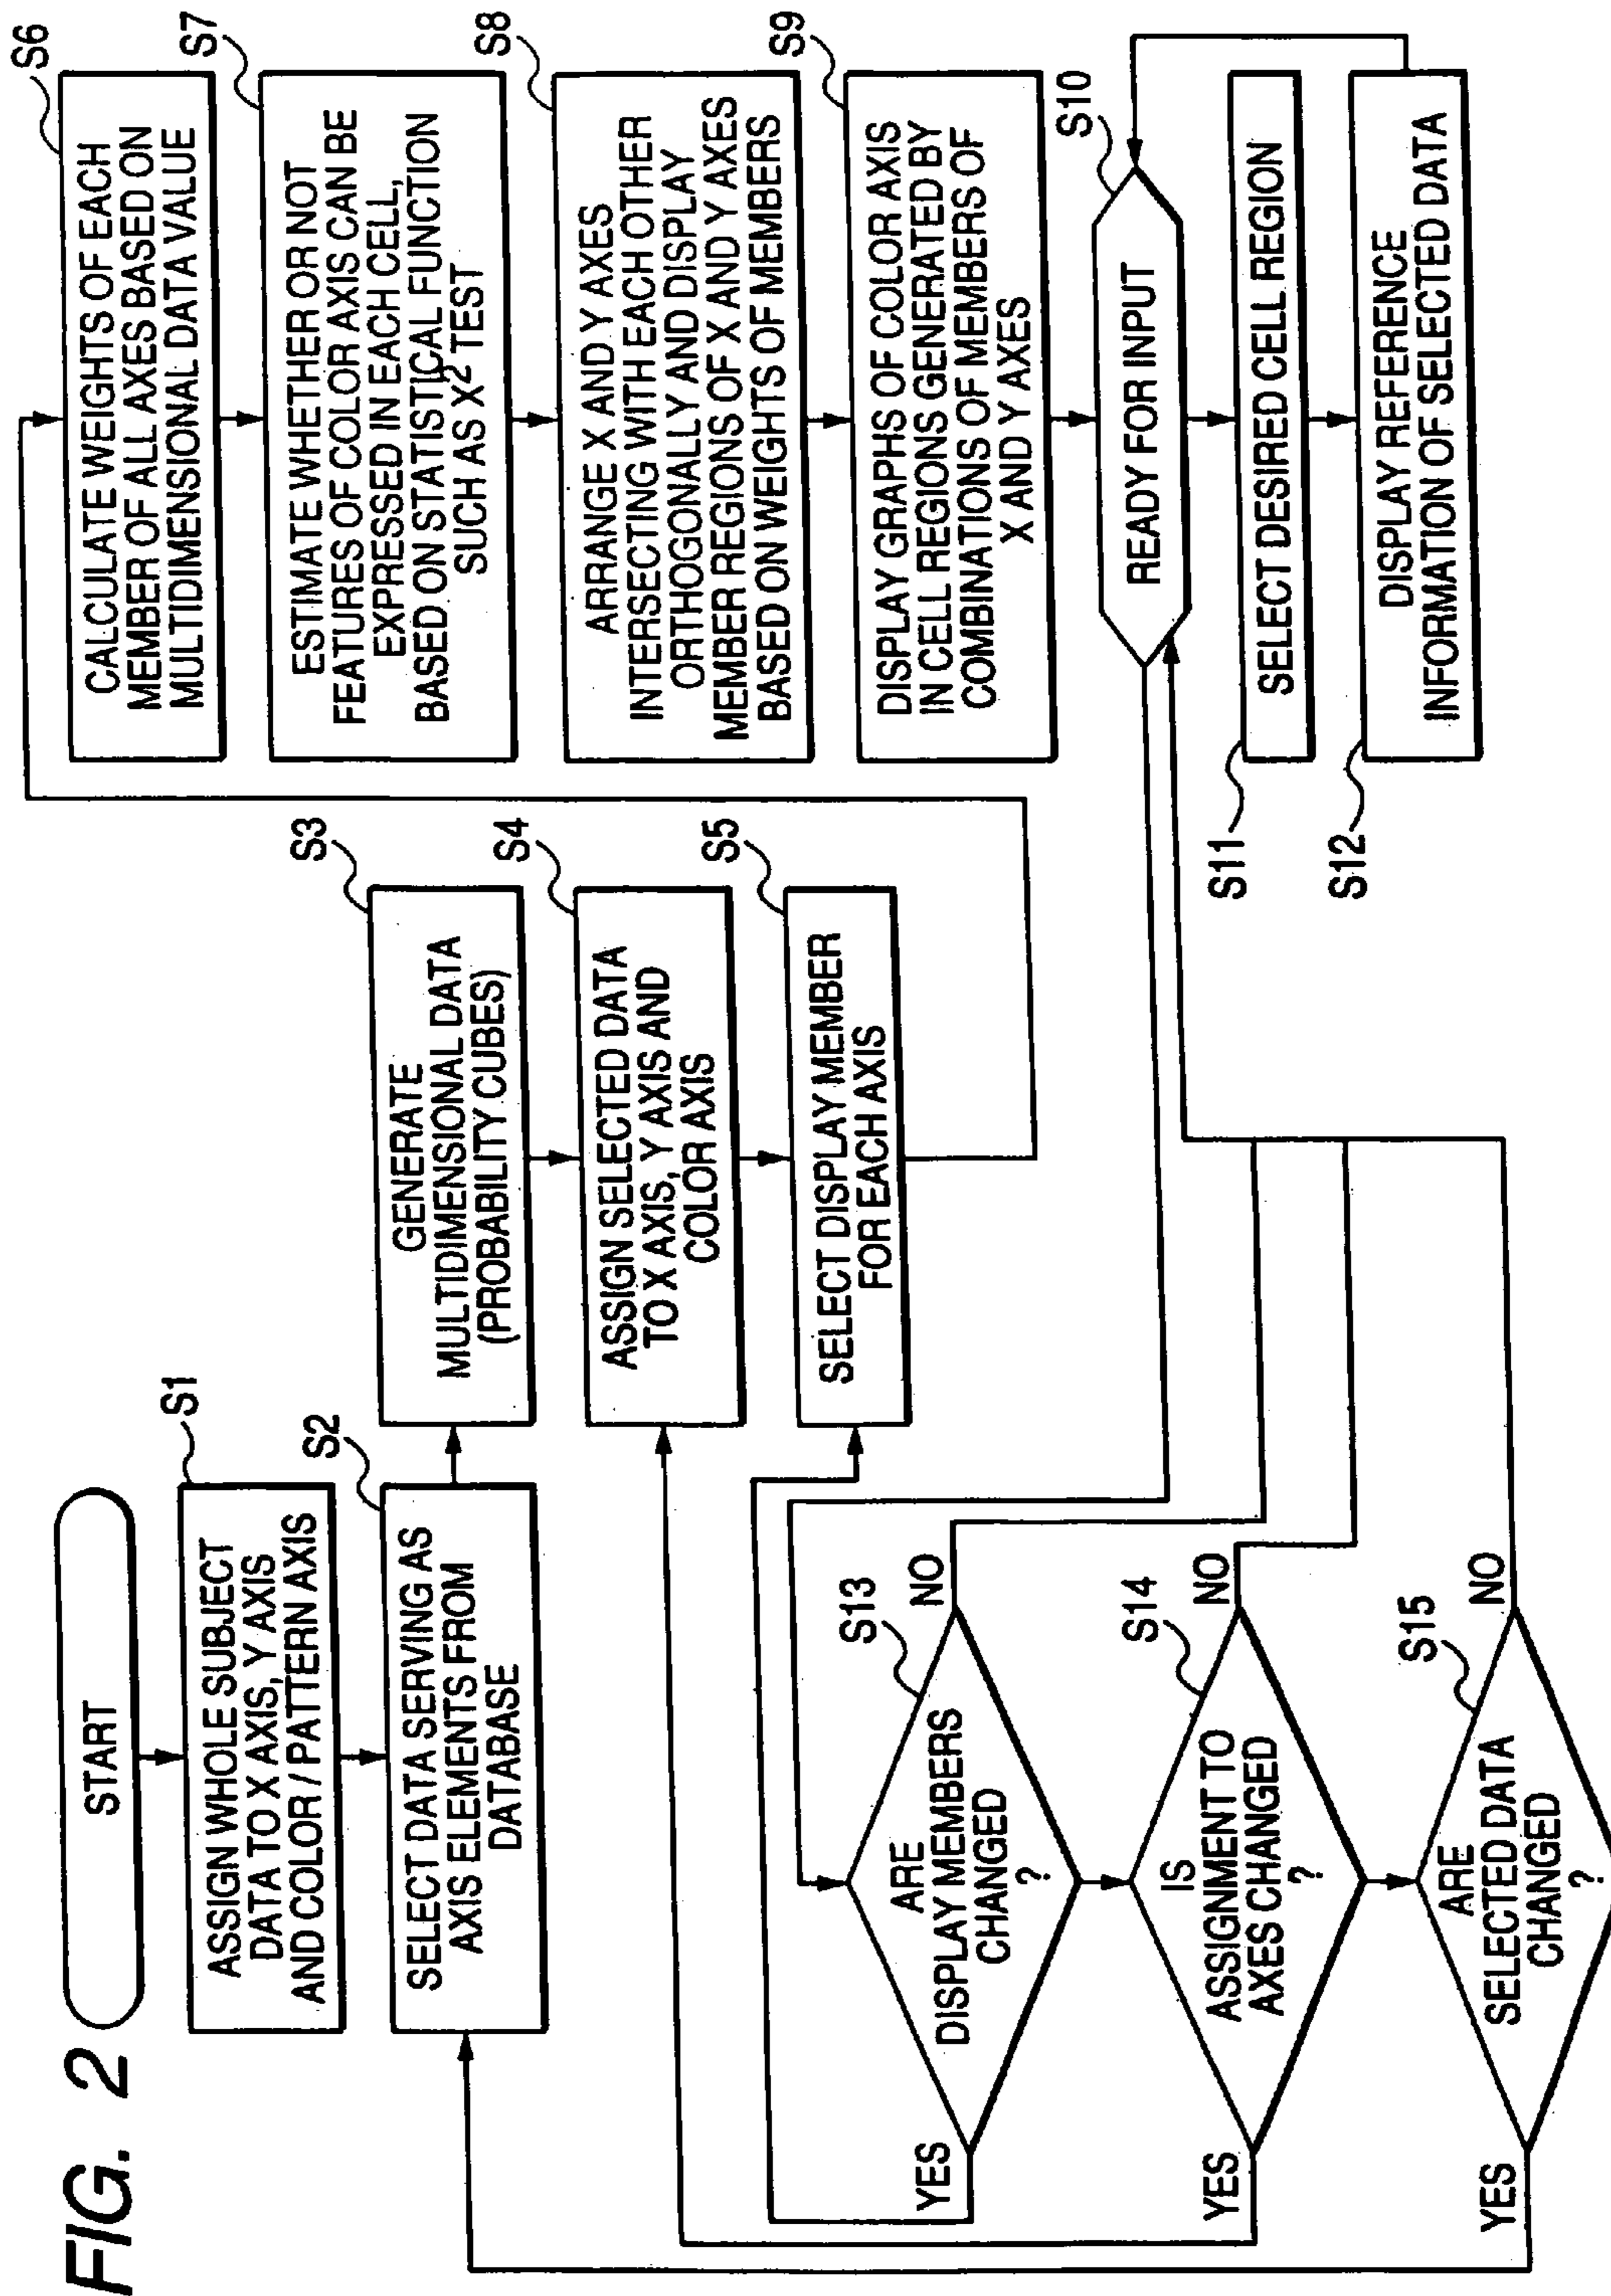 FIG. 2
START
S1
ASSIGN WHOLE SUBJECT
DATA TO X AXIS, Y AXIS
AND COLOR / PATTERN AXIS
S2
SELECT DATA SERVING AS
AXIS ELEMENTS FROM
DATABASE
S3
GENERATE
MULTIDIMENSIONAL DATA
(PROBABILITY CUBES)
S4
ASSIGN SELECTED DATA
TO X AXIS, Y AXIS AND
COLOR AXIS
S5
SELECT DISPLAY MEMBER
FOR EACH AXIS
S6
CALCULATE WEIGHTS OF EACH
MEMBER OF ALL AXES BASED ON
MULTIDIMENSIONAL DATA VALUE
S7
ESTIMATE WHETHER OR NOT
FEATURES OF COLOR AXIS CAN BE
EXPRESSED IN EACH CELL,
BASED ON STATISTICAL FUNCTION
SUCH AS X² TEST
S8
ARRANGE X AND Y AXES
INTERSECTING WITH EACH OTHER
ORTHOGONALLY AND DISPLAY
MEMBER REGIONS OF X AND Y AXES
BASED ON WEIGHTS OF MEMBERS
S9
DISPLAY GRAPHS OF COLOR AXIS
IN CELL REGIONS GENERATED BY
COMBINATIONS OF MEMBERS OF
X AND Y AXES
S10
READY FOR INPUT
S11
SELECT DESIRED CELL REGION
S12
DISPLAY REFERENCE
INFORMATION OF SELECTED DATA
S13
ARE
DISPLAY MEMBERS
CHANGED
?
YES
NO
S14
IS
ASSIGNMENT TO
AXES CHANGED
?
YES
NO
S15
ARE
SELECTED DATA
CHANGED
?
YES
NO